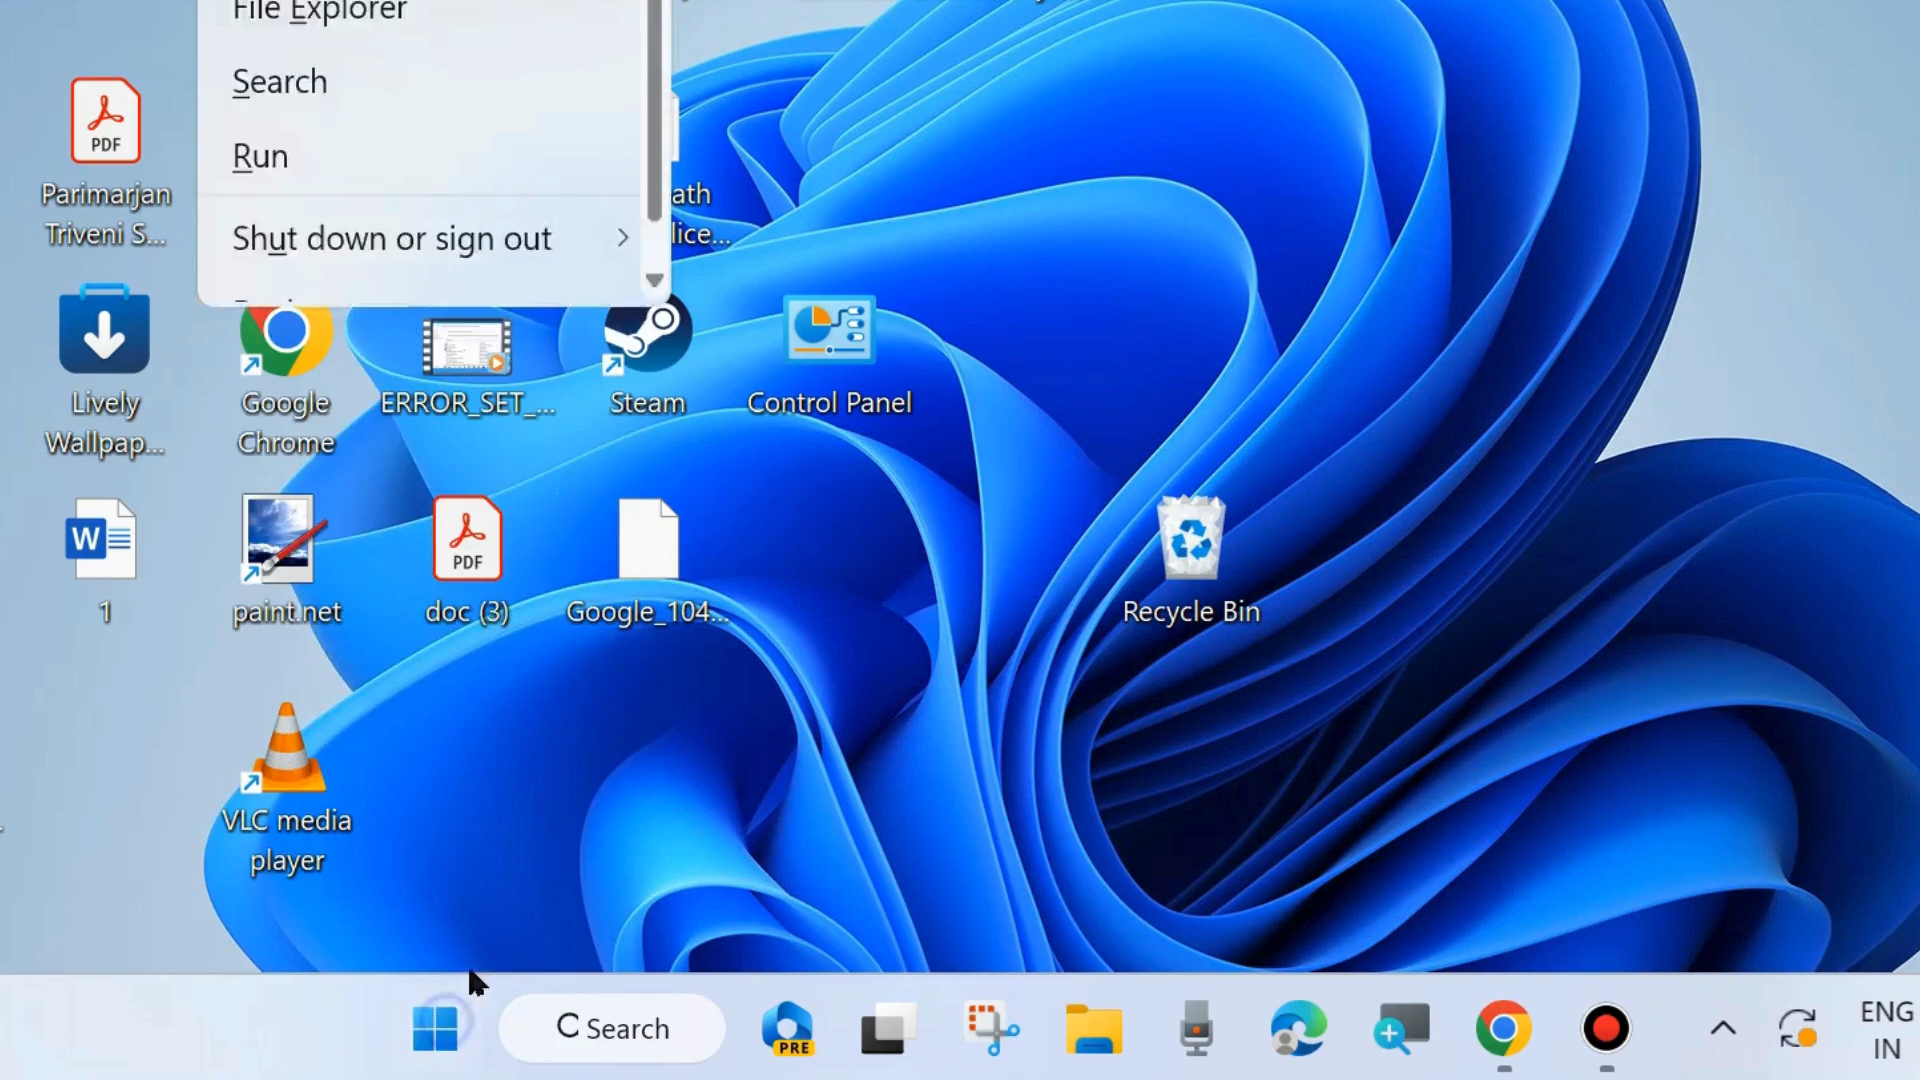 File Explorer
Search
Run
Shut down or sign out
PDF
Parimarjan
Triveni S...
ath
lice...
Lively
Wallpap...
Google
Chrome
ERROR_SET_...
Steam
Control Panel
W
1
paint.net
PDF
doc (3)
Google_104...
Recycle Bin
VLC media
player
Search
PRE
ENG
IN